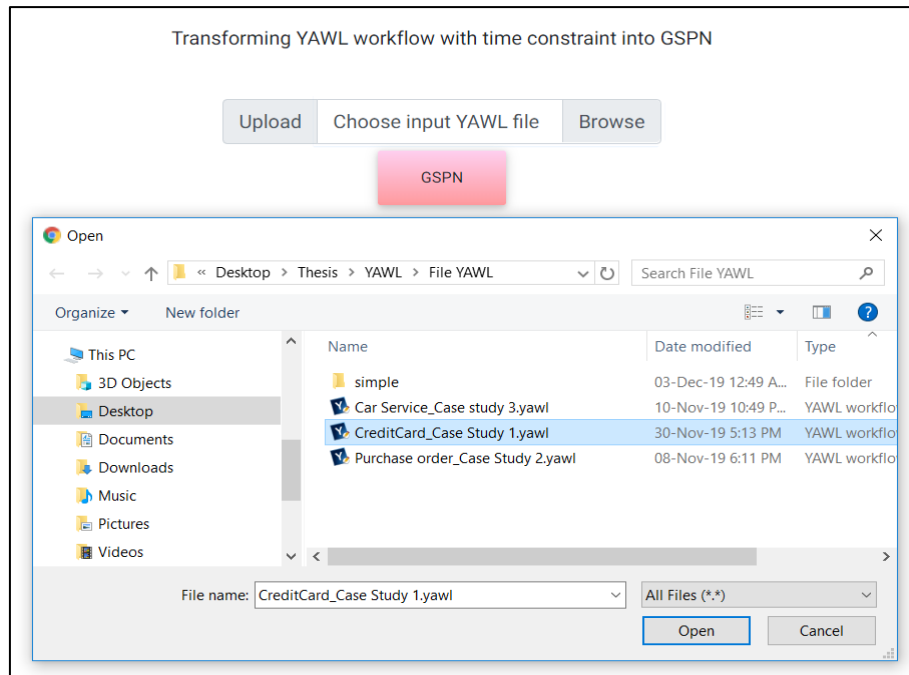 Transforming YAWL workflow with time constraint into GSPN
Upload Choose input YAWL file Browse
GSPN
Open
« Desktop > Thesis > YAWL > File YAWL Search File YAWL
Organize New folder ?
This PC Name Date modified Type
3D Objects simple 03-Dec-19 12:49 A... File folder
Desktop Car Service_Case study 3.yawl 10-Nov-19 10:49 P... YAWL workflo
Documents CreditCard_Case Study 1.yawl 30-Nov-19 5:13 PM YAWL workflo
Downloads Purchase order_Case Study 2.yawl 08-Nov-19 6:11 PM YAWL workflo
Music
Pictures
Videos
File name: CreditCard_Case Study 1.yawl All Files (*.*)
Open Cancel